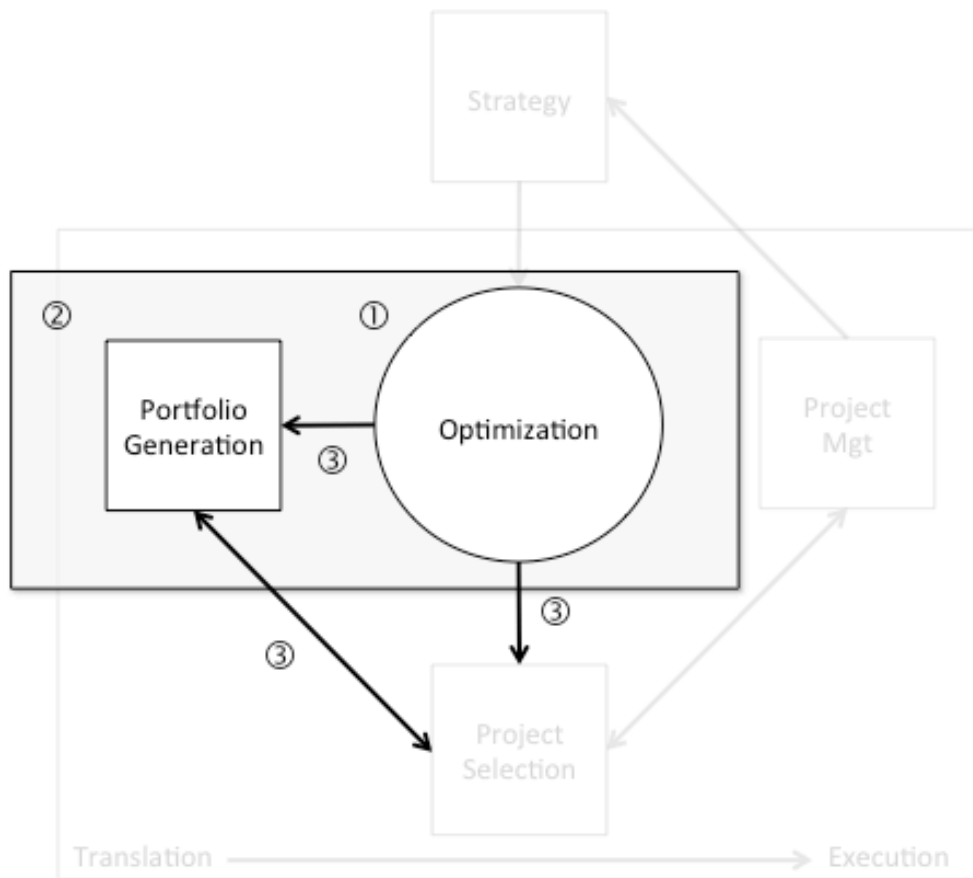 Strategy
②
①
Portfolio
Generation
Optimization
Project
Mgt
③
③
③
Project
Selection
Translation
Execution